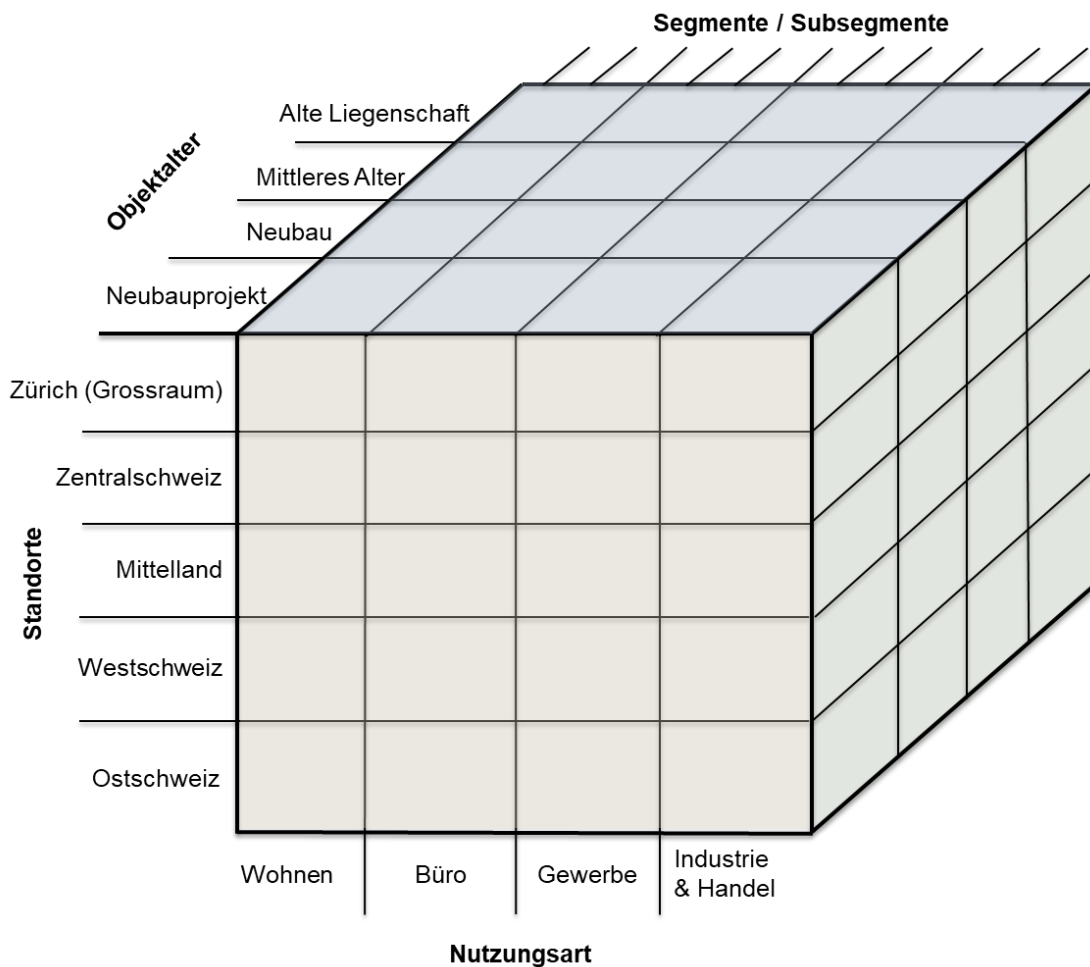 Segmente / Subsegmente
Objektalter
Alte Liegenschaft
Mittleres Alter
Neubau
Neubauprojekt
Standorte
Zürich (Grossraum)
Zentralschweiz
Mittelland
Westschweiz
Ostschweiz
Wohnen
Büro
Gewerbe
Industrie
& Handel
Nutzungsart